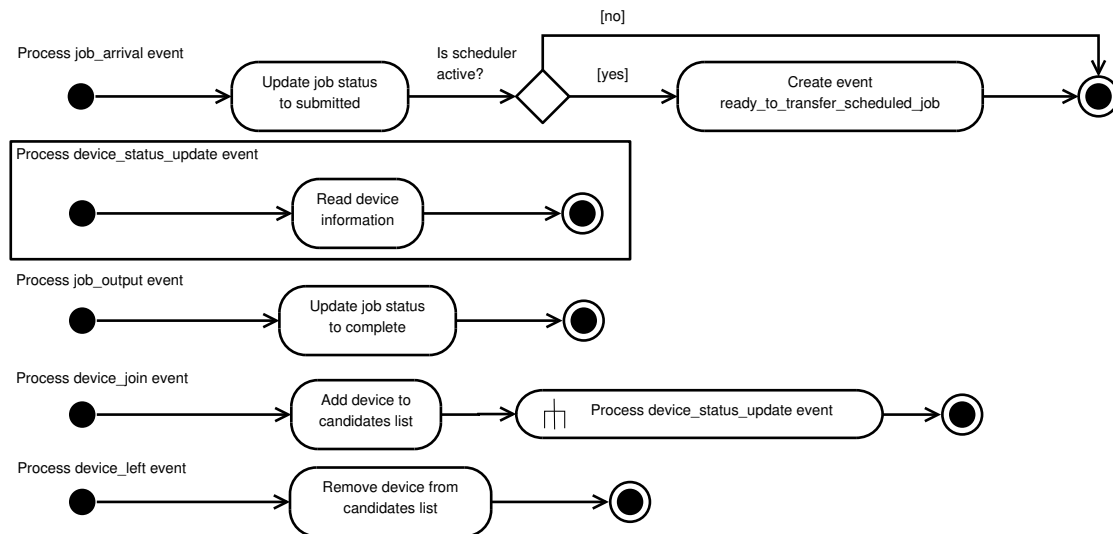 [no]
Process job_arrival event
Is scheduler
active?
Update job status
to submitted
[yes]
Create event
ready_to_transfer_scheduled_job
Process device_status_update event
Read device
information
Process job_output event
Update job status
to complete
Process device_join event
Add device to
candidates list
Process device_status_update event
Process device_left event
Remove device from
candidates list